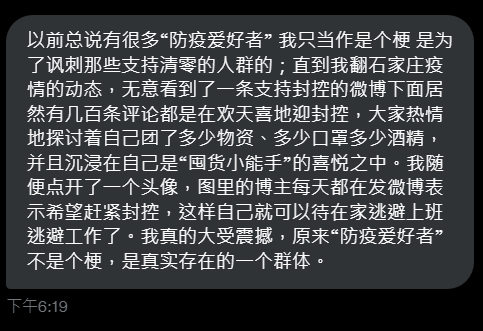 以前总说有很多“防疫爱好者” 我只当作是个梗 是为
了讽刺那些支持清零的人群的；直到我翻石家庄疫
情的动态，无意看到了一条支持封控的微博下面居
然有几百条评论都是在欢天喜地迎封控，大家热情
地探讨着自己团了多少物资、多少口罩多少酒精，
并且沉浸在自己是“囤货小能手”的喜悦之中。我随
便点开了一个头像，图里的博主每天都在发微博表
示希望赶紧封控，这样自己就可以待在家逃避上班
逃避工作了。我真的大受震撼，原来“防疫爱好者”
不是个梗，是真实存在的一个群体。
下午6:19